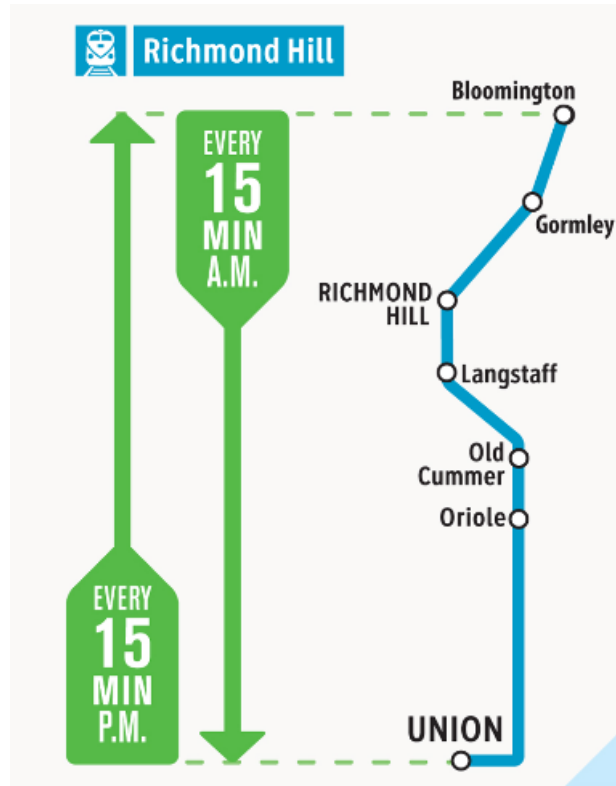 Richmond Hill
EVERY
15
MIN
A.M.
EVERY
15
MIN
P.M.
Bloomington
Gormley
RICHMOND
HILL
Langstaff
Old
Cummer
Oriole
UNION